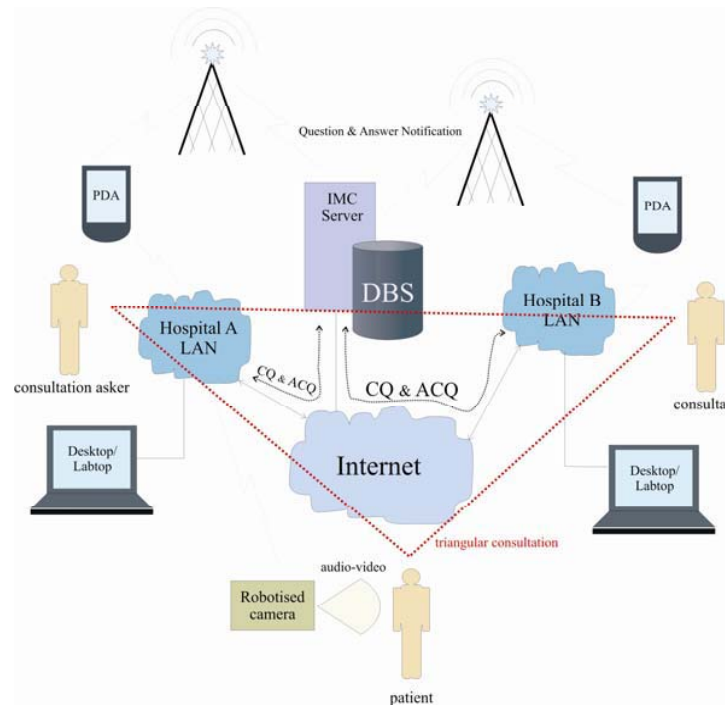 Question & Answer Notification
PDA
IMC
Server
PDA
DBS
Hospital A
LAN
Hospital B
LAN
consultation asker
CQ & ACQ
CQ & ACQ
consulta
Desktop/
Labtop
Internet
Desktop/
Labtop
triangular consultation
audio-video
Robotised
camera
patient